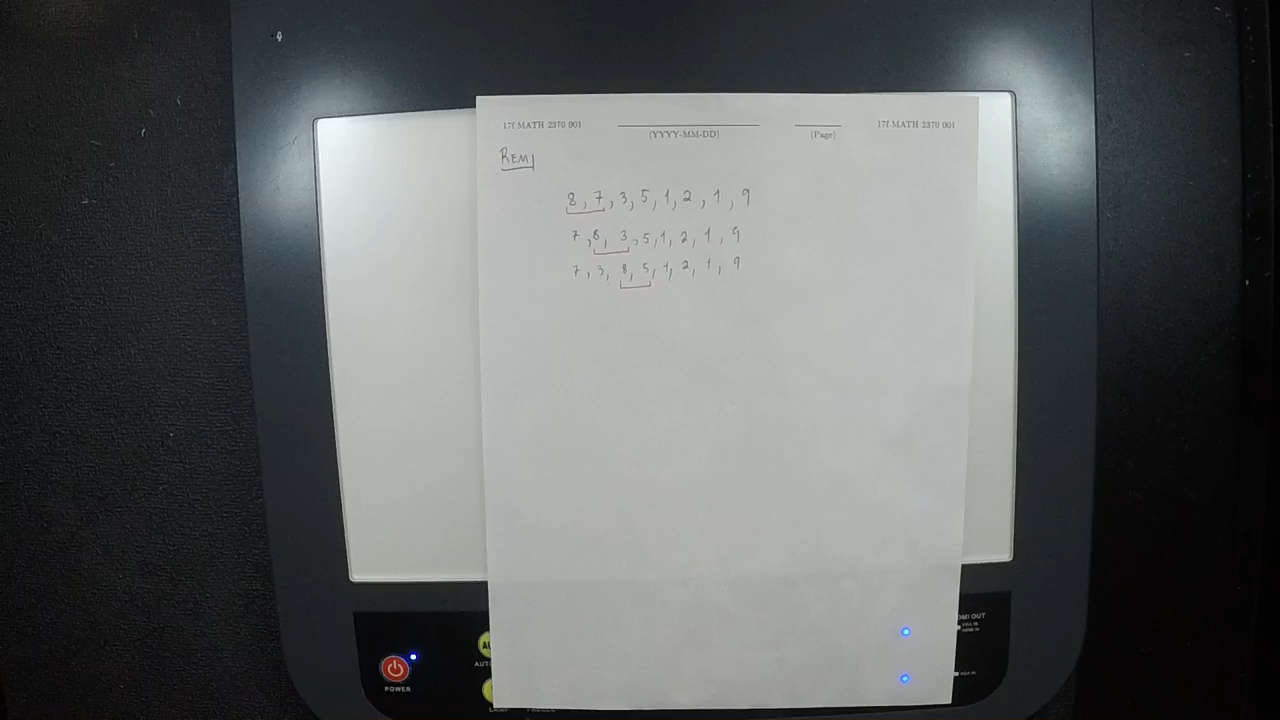 17f MATH 2370 001
(YYYY-MM-DD)
(Page)
17f MATH 2370 001
REM
8, 7, 3, 5, 1, 2, 1, 9
7, 8, 3, 5, 1, 2, 1, 9
7, 3, 8, 5, 1, 2, 1, 9
POWER